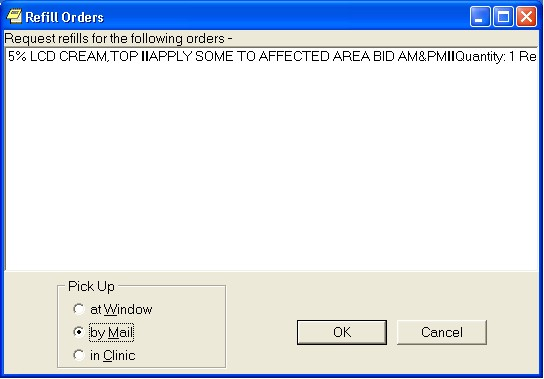 Refill Orders
Request refills for the following orders -
5% LCD CREAM,TOP ||APPLY SOME TO AFFECTED AREA BID AM&PM||Quantity: 1 Re
Pick Up
at Window
by Mail
in Clinic
OK
Cancel